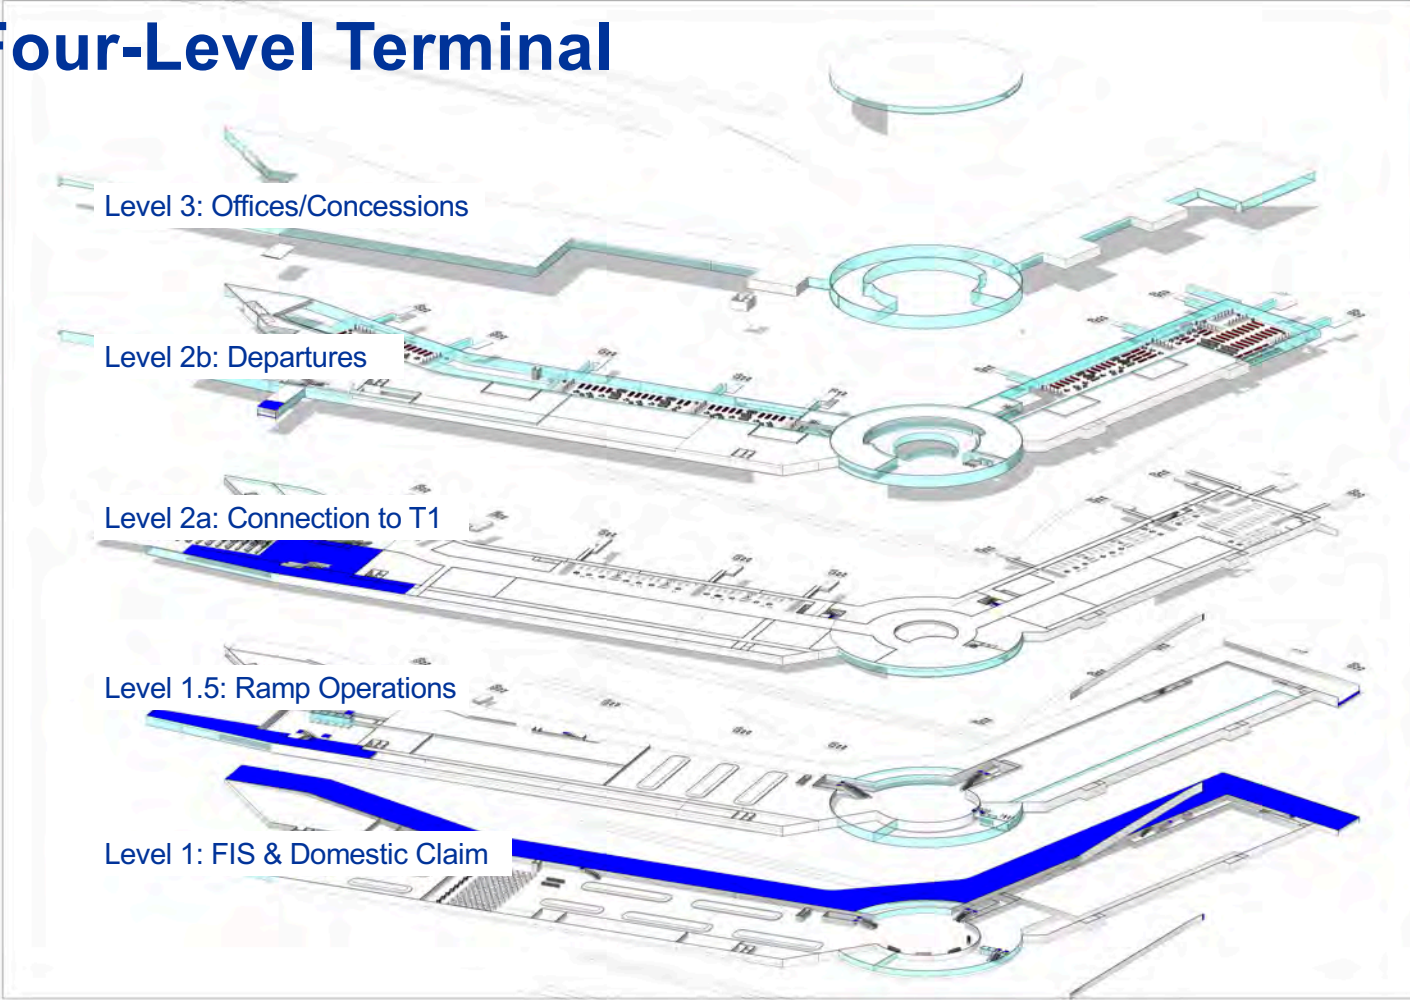 Four-Level Terminal
Level 3: Offices/Concessions
Level 2b: Departures
Level 2a: Connection to T1
Level 1.5: Ramp Operations
Level 1: FIS & Domestic Claim